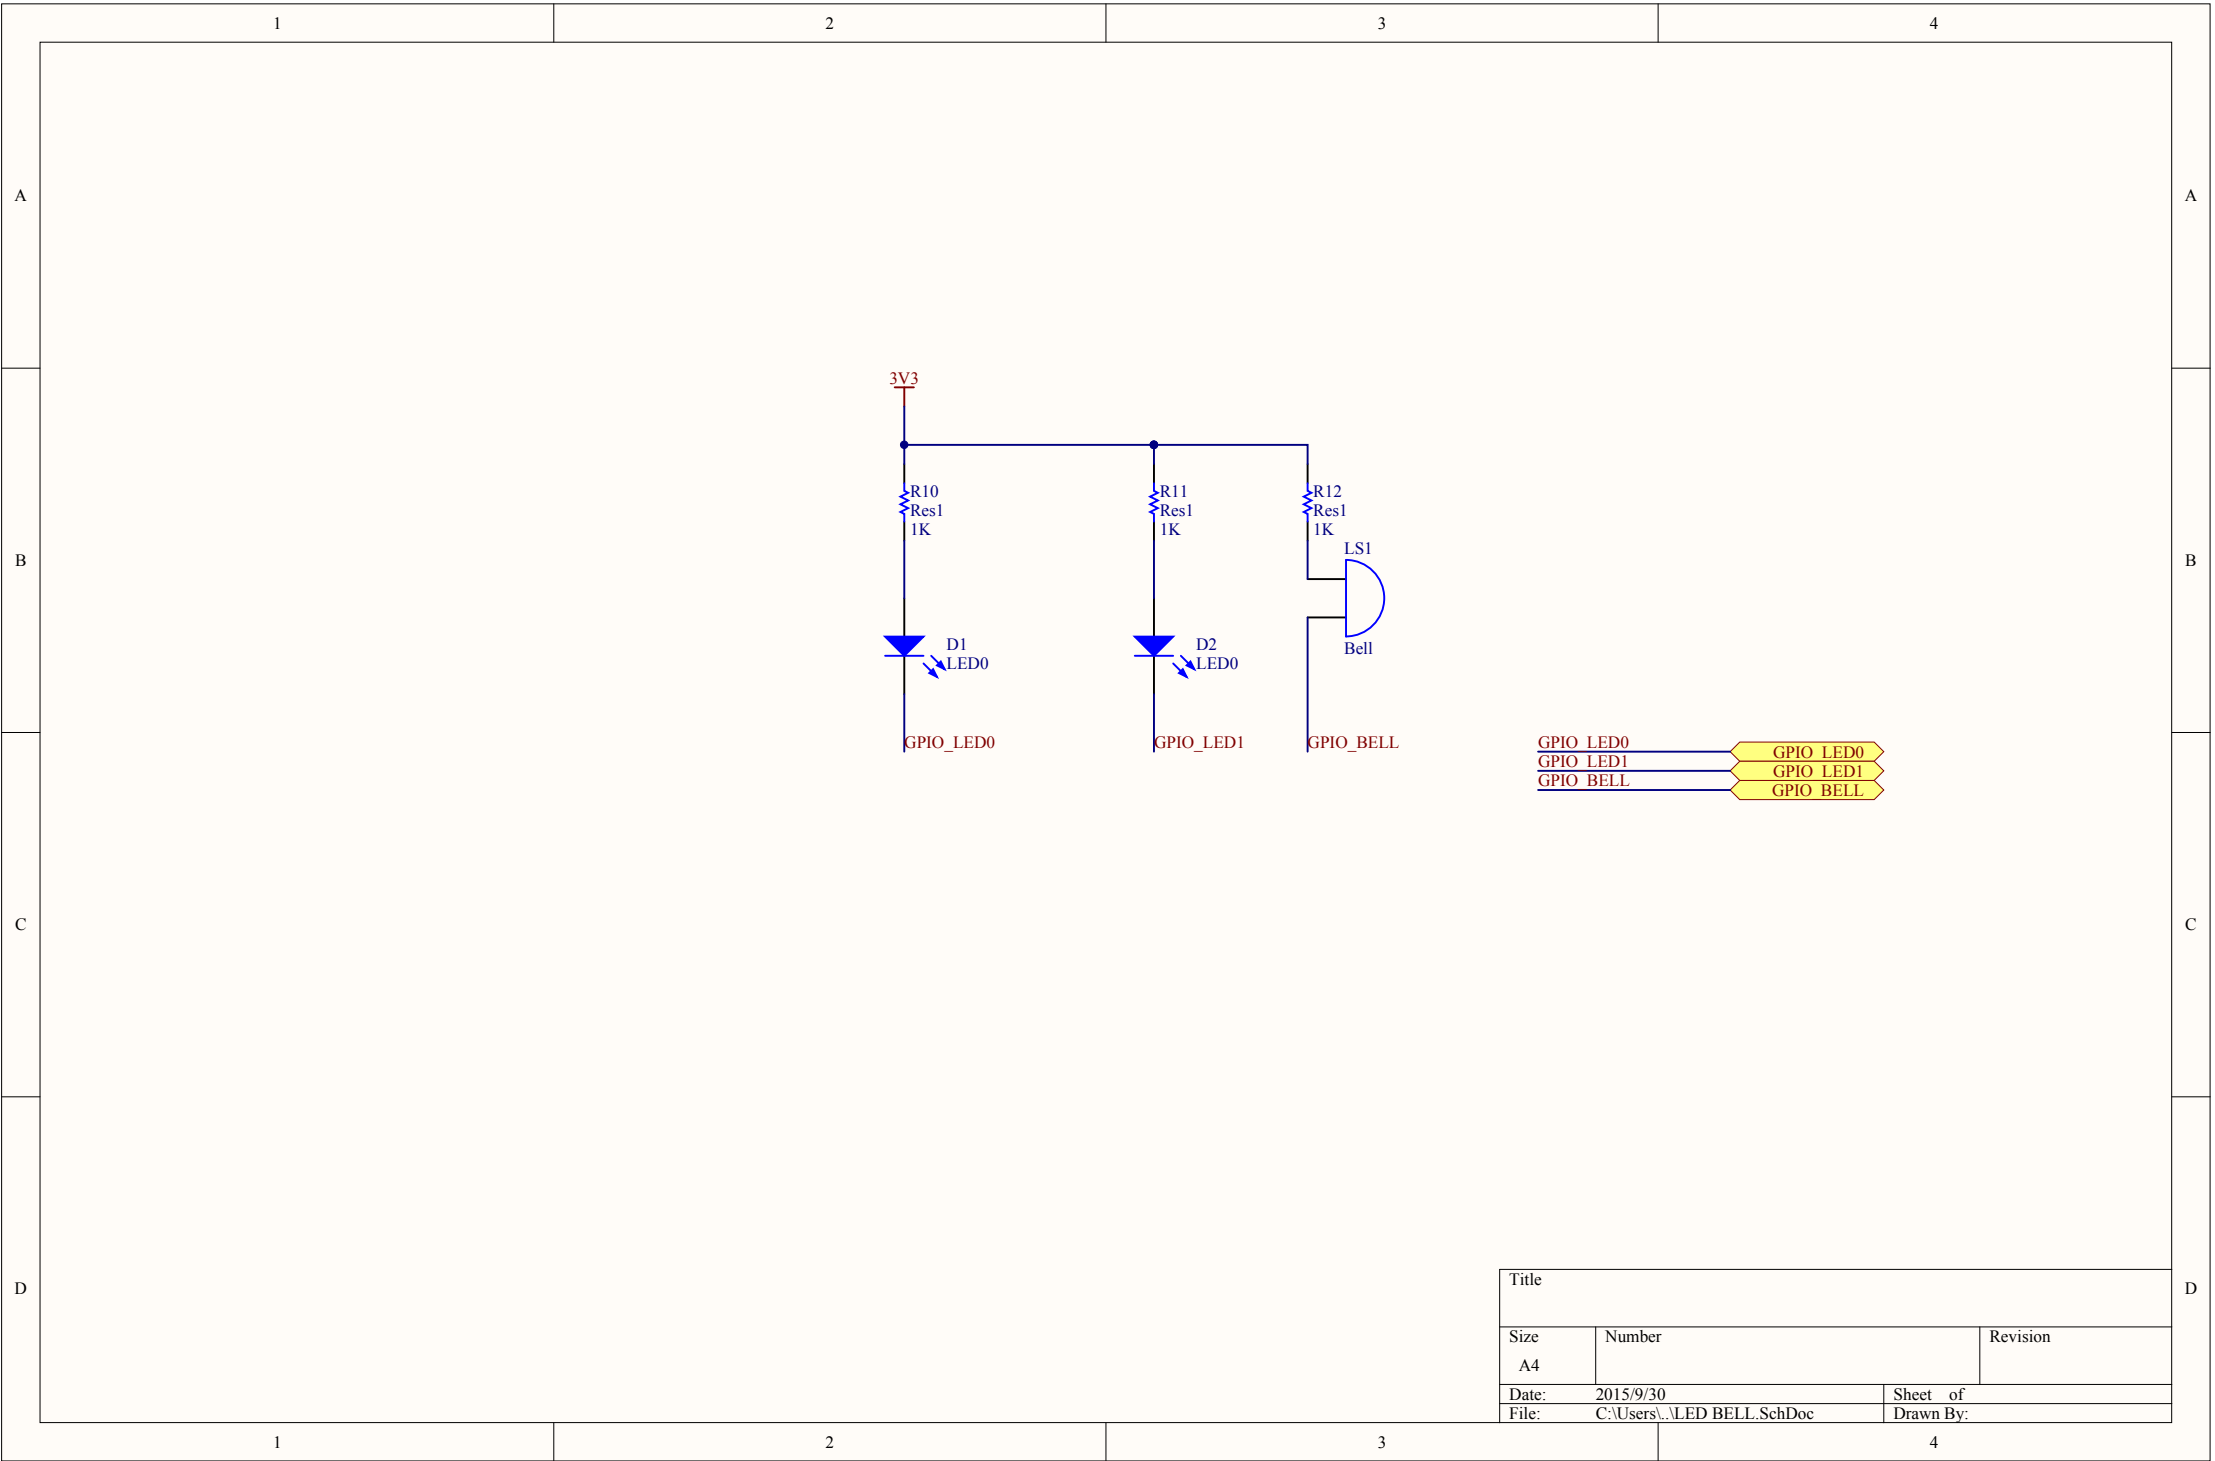 1 2 3 4
A A
3V3
R10 R11 R12
Res1 Res1 Res1
1K 1K 1K
LS1
B B
D1 D2 Bell
LED0 LED0
GPIO_LED0 GPIO_LED1 GPIO_BELL
GPIO_LED0 GPIO_LED0
GPIO_LED1 GPIO_LED1
GPIO_BELL GPIO_BELL
C C
Title
D D
Size Number Revision
A4
Date: 2015/9/30 Sheet of
File: C:\Users\..\LED BELL.SchDoc Drawn By:
1 2 3 4